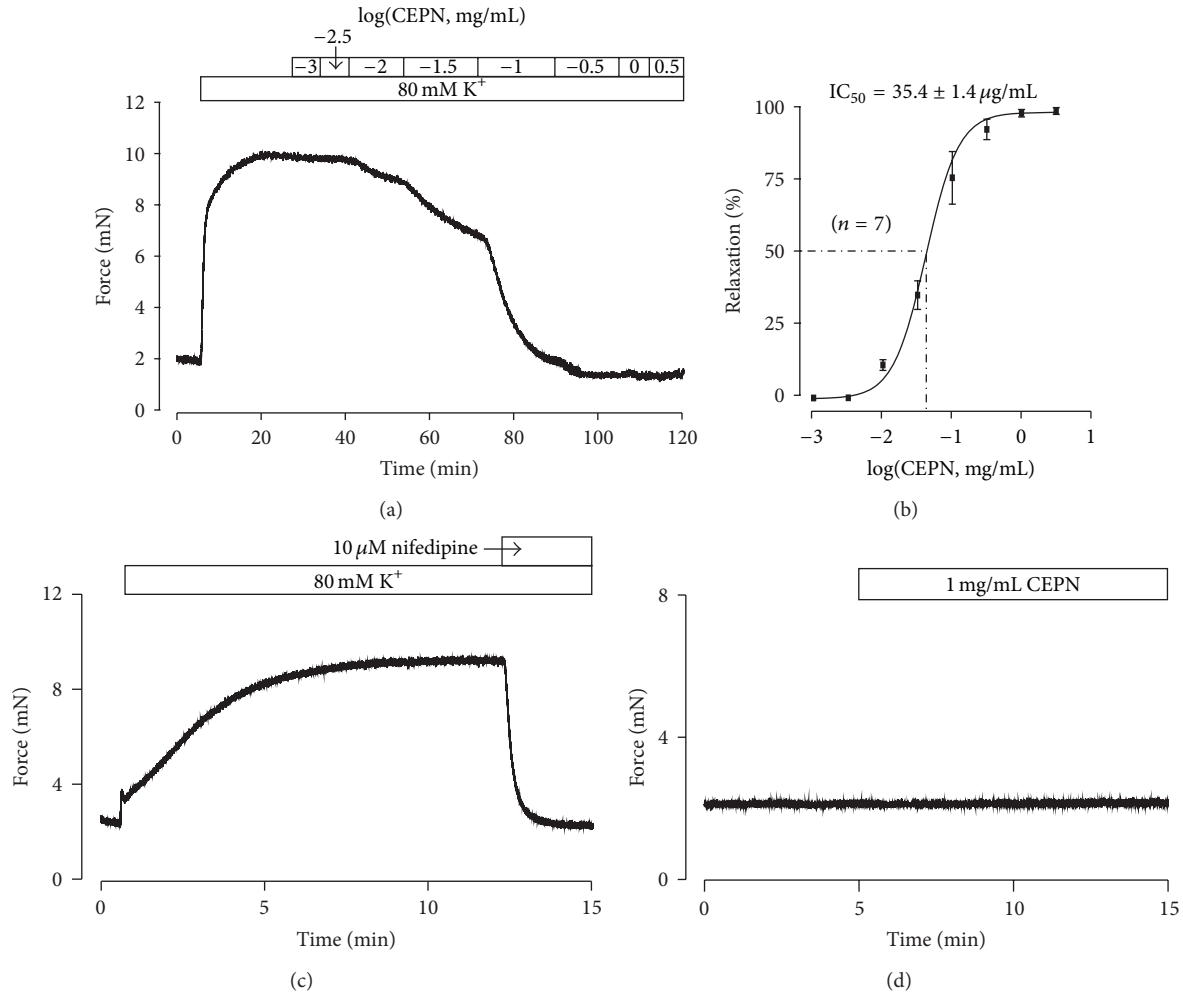 log(CEPN, mg/mL)
−2.5
−3 −2 −1.5 −1 −0.5 0 0.5
80 mM K⁺
12
10
8
6
4
2
0
Force (mN)
0 20 40 60 80 100 120
Time (min)
(a)
IC₅₀ = 35.4 ± 1.4 μg/mL
100
75
50
25
0
Relaxation (%)
(n = 7)
−3 −2 −1 0 1
log(CEPN, mg/mL)
(b)
10 μM nifedipine
80 mM K⁺
12
8
4
0
Force (mN)
0 5 10 15
Time (min)
(c)
1 mg/mL CEPN
8
4
0
Force (mN)
0 5 10 15
Time (min)
(d)